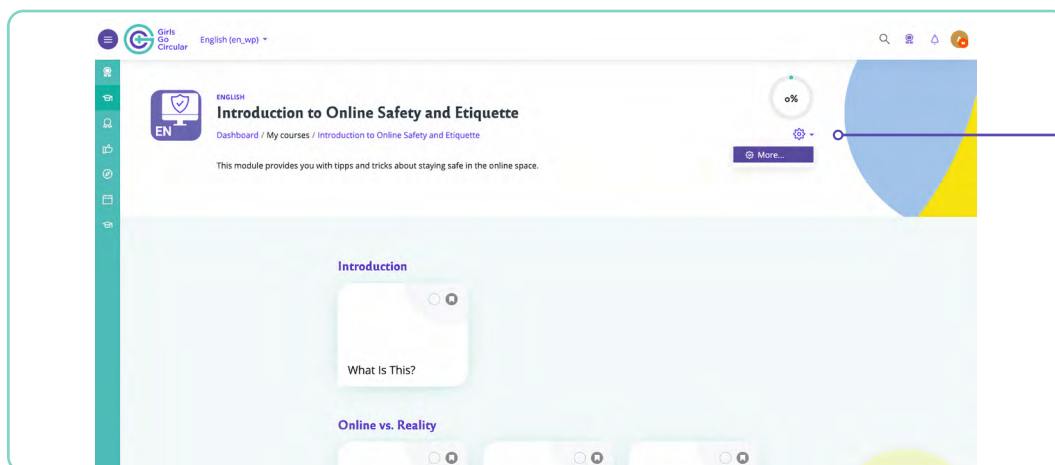 Girls
Go
Circular
English (en_wp)
EN
ENGLISH
Introduction to Online Safety and Etiquette
Dashboard / My courses / Introduction to Online Safety and Etiquette
This module provides you with tipps and tricks about staying safe in the online space.
0%
More...
Introduction
What Is This?
Online vs. Reality